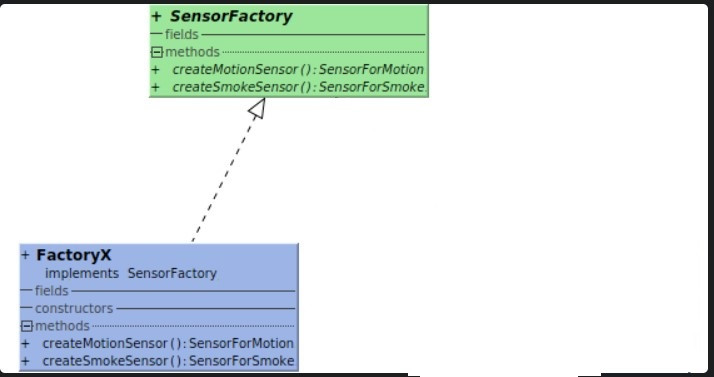 + SensorFactory
fields
methods
+ createMotionSensor():SensorForMotion
+ createSmokeSensor():SensorForSmoke
+ FactoryX
implements SensorFactory
fields
constructors
methods
+ createMotionSensor():SensorForMotion
+ createSmokeSensor():SensorForSmoke